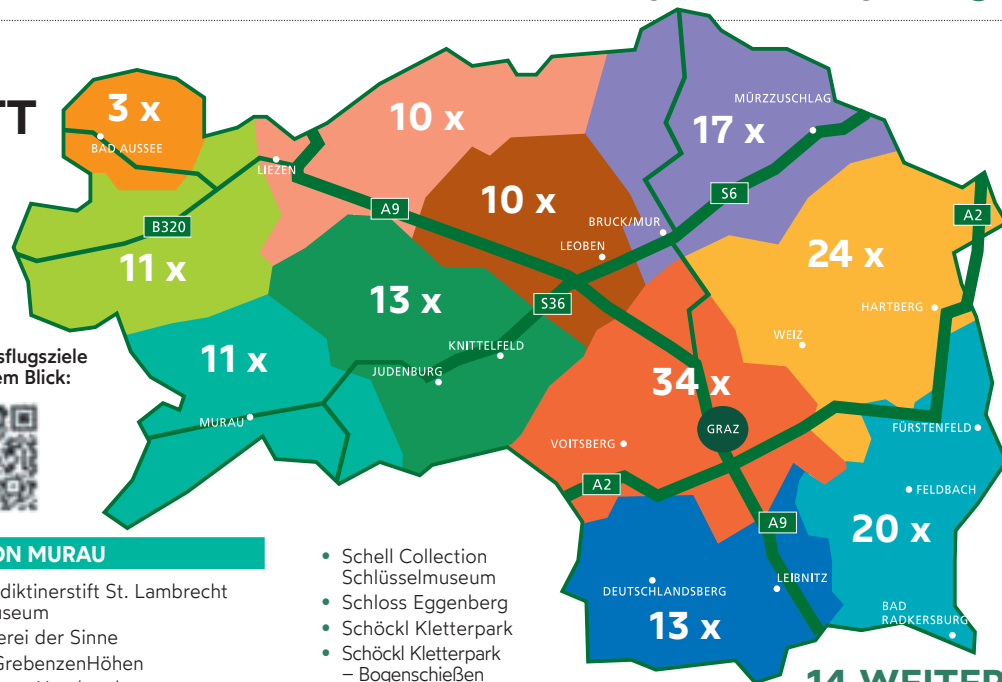 TT
3 x
BAD AUSSEE
10 x
LIEZEN
17 x
MÜRZZUSCHLAG
S6
A2
B320
A9
10 x
BRUCK/MUR
LEOBEN
24 x
11 x
13 x
S36
HARTBERG
WEIZ
sflugsziele
em Blick:
11 x
KNITTELFELD
JUDENBURG
34 x
MURAU
GRAZ
VOITSBERG
FÜRSTENFELD
A2
FELDBACH
A9
20 x
DEUTSCHLANDSBERG
LEIBNITZ
13 x
BAD
RADKERSBURG
ON MURAU
diktinerstift St. Lambrecht
useum
erei der Sinne
GrebenzenHöhen
• Schell Collection
Schlüsselmuseum
• Schloss Eggenberg
• Schöckl Kletterpark
• Schöckl Kletterpark
– Bogenschießen
14 WEITER